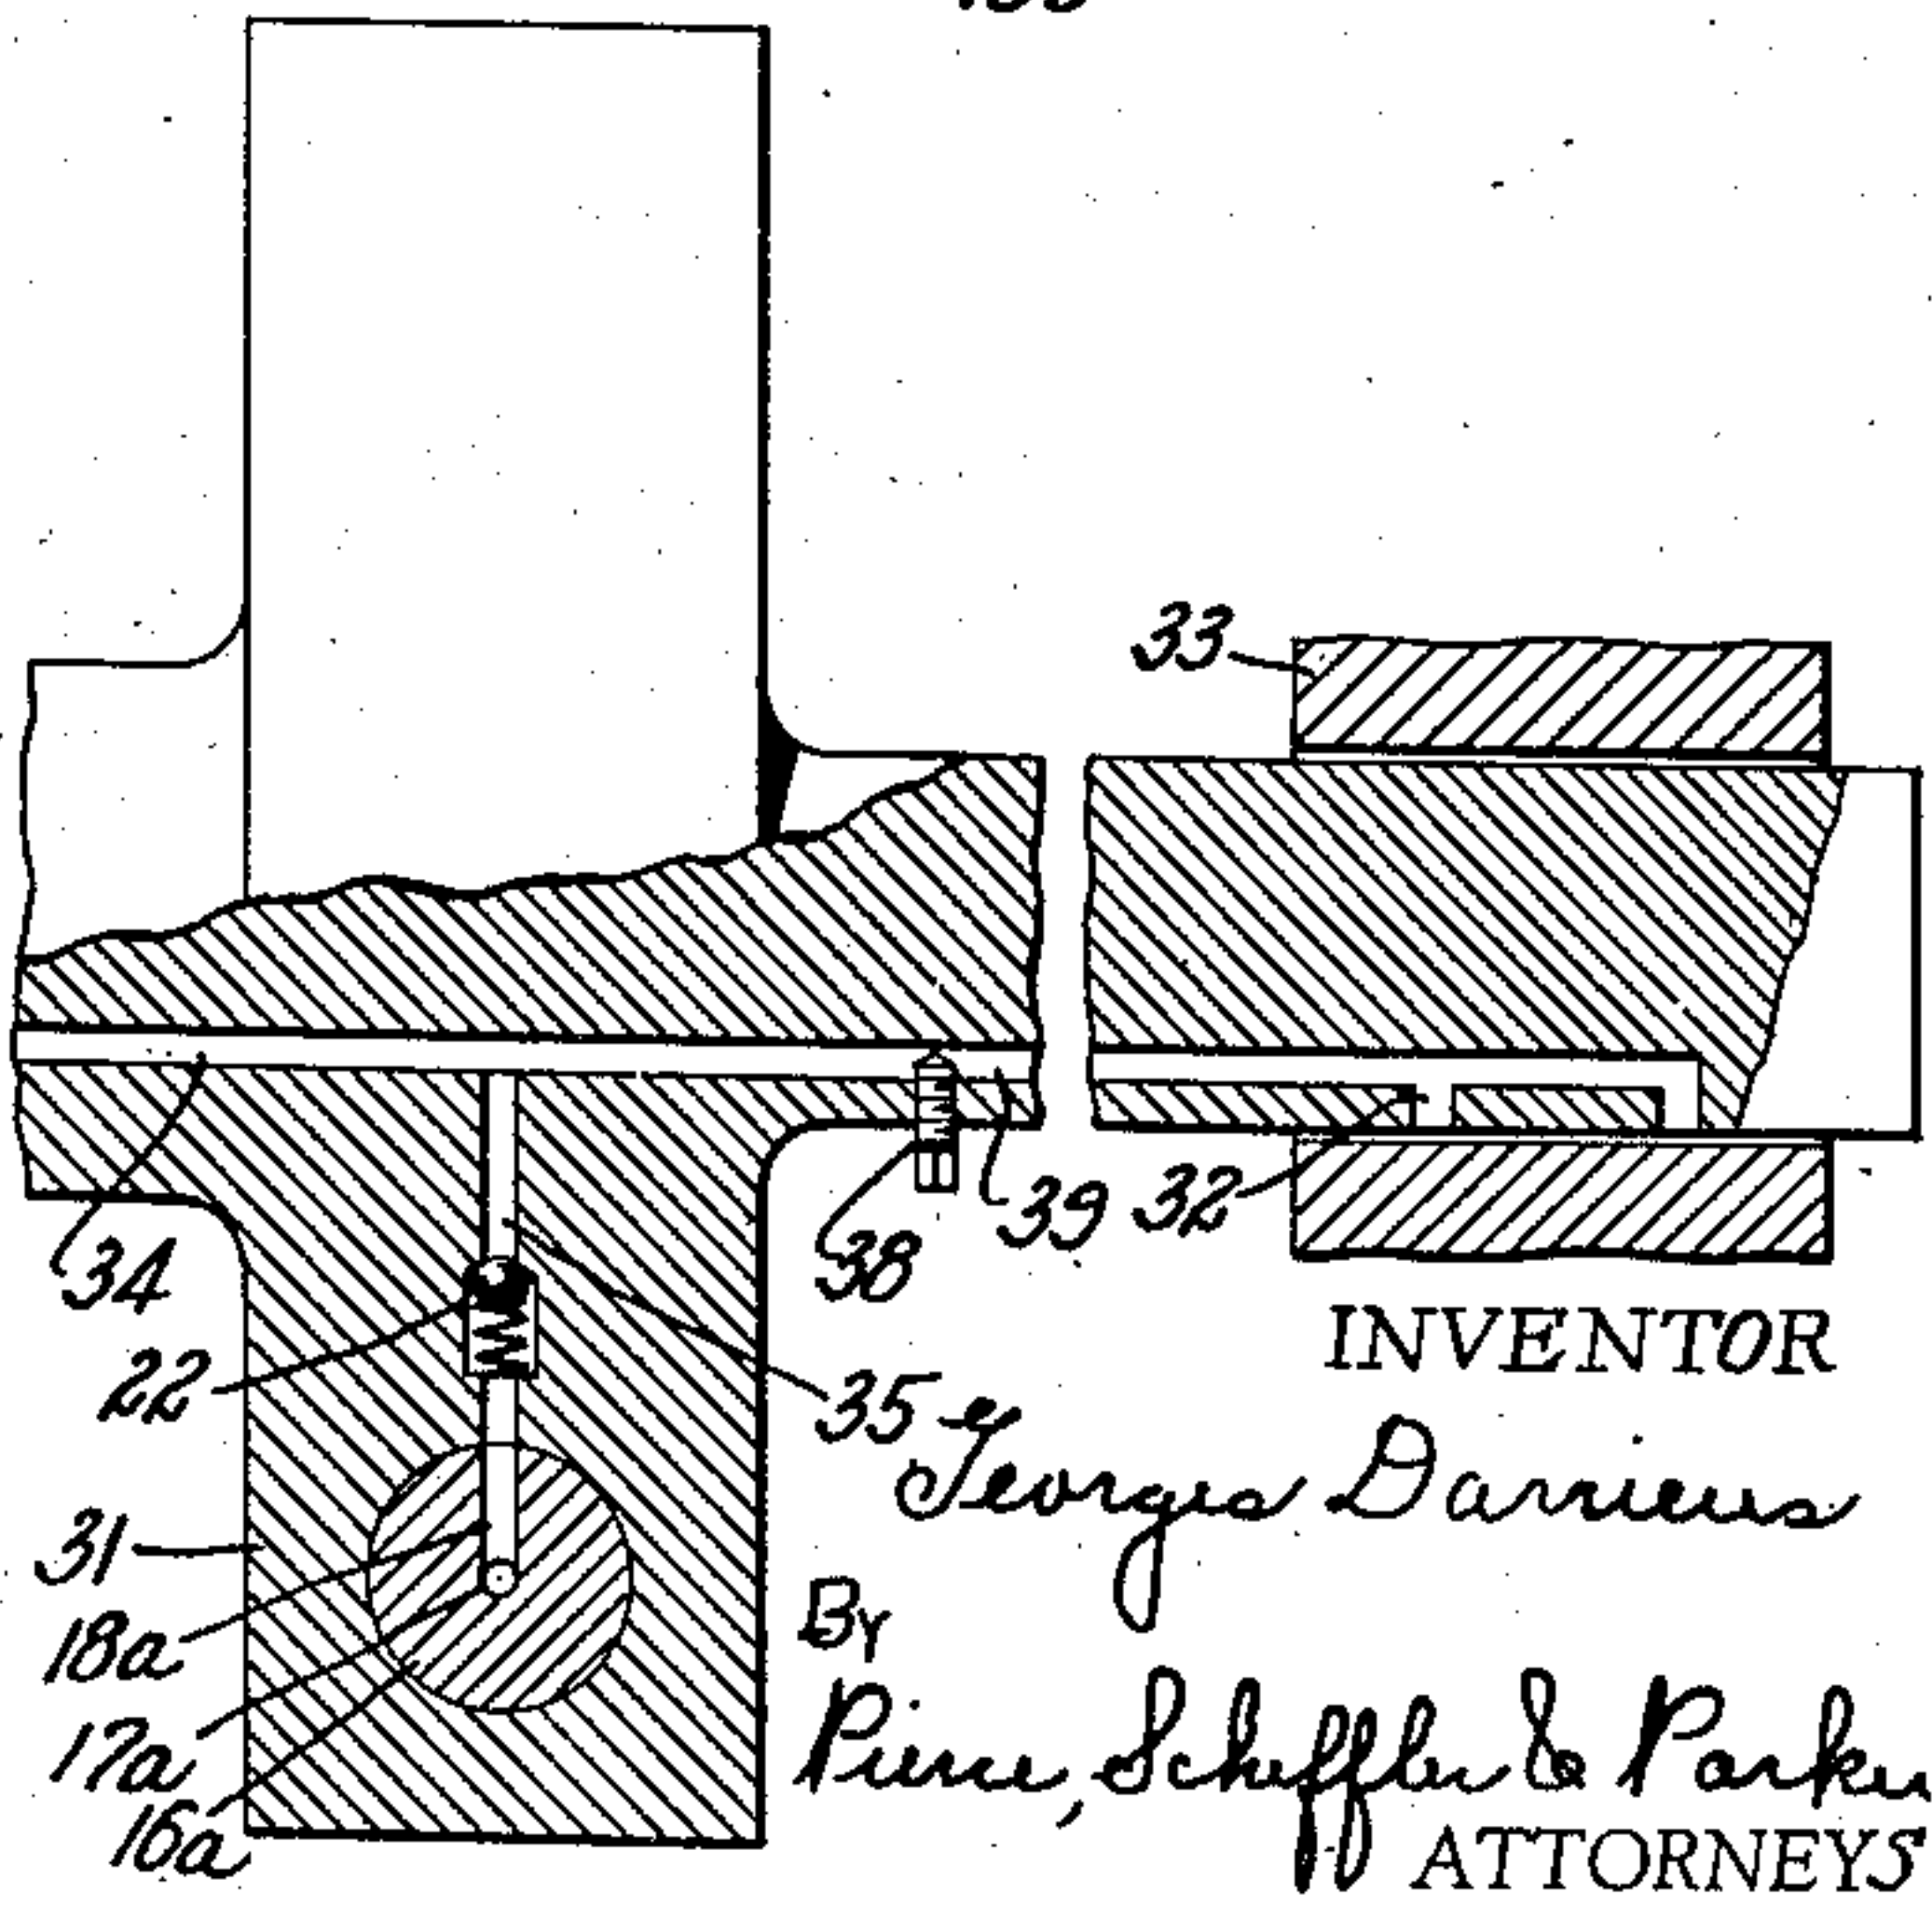 33
32
39
38
34
22
35
31
18a
17a
16a
INVENTOR
Georges Darrieus
By
Pierce, Scheffler & Parker
ATTORNEYS